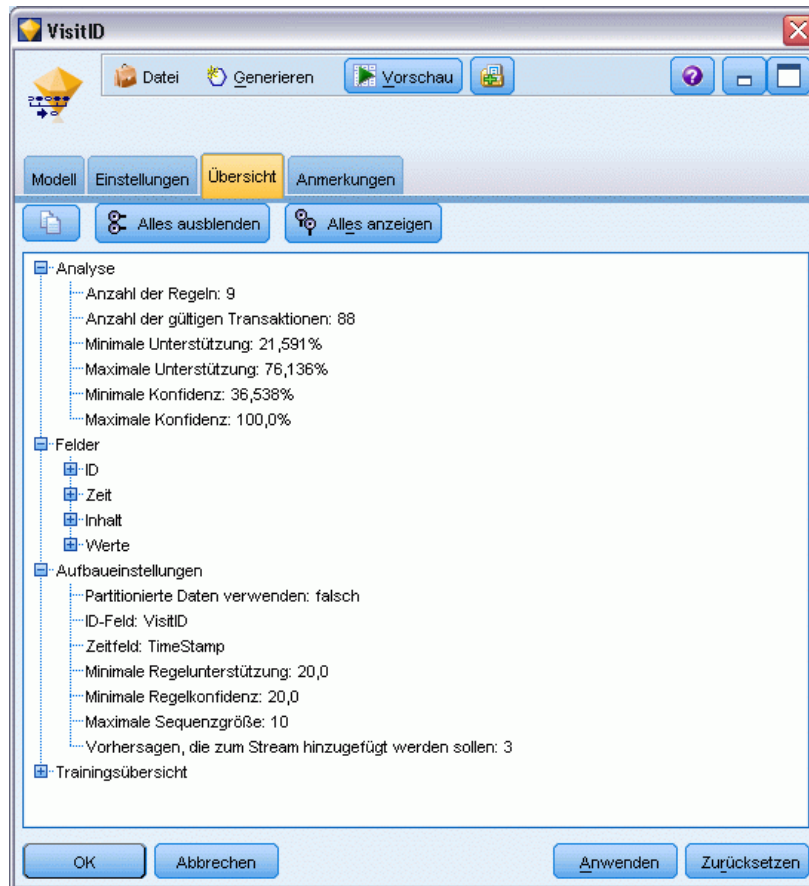 VisitID
Datei Generieren Vorschau
Modell Einstellungen Übersicht Anmerkungen
Alles ausblenden Alles anzeigen
Analyse
Anzahl der Regeln: 9
Anzahl der gültigen Transaktionen: 88
Minimale Unterstützung: 21,591%
Maximale Unterstützung: 76,136%
Minimale Konfidenz: 36,538%
Maximale Konfidenz: 100,0%
Felder
ID
Zeit
Inhalt
Werte
Aufbaueinstellungen
Partitionierte Daten verwenden: falsch
ID-Feld: VisitID
Zeitfeld: TimeStamp
Minimale Regelunterstützung: 20,0
Minimale Regelkonfidenz: 20,0
Maximale Sequenzgröße: 10
Vorhersagen, die zum Stream hinzugefügt werden sollen: 3
Trainingsübersicht
OK Abbrechen Anwenden Zurücksetzen